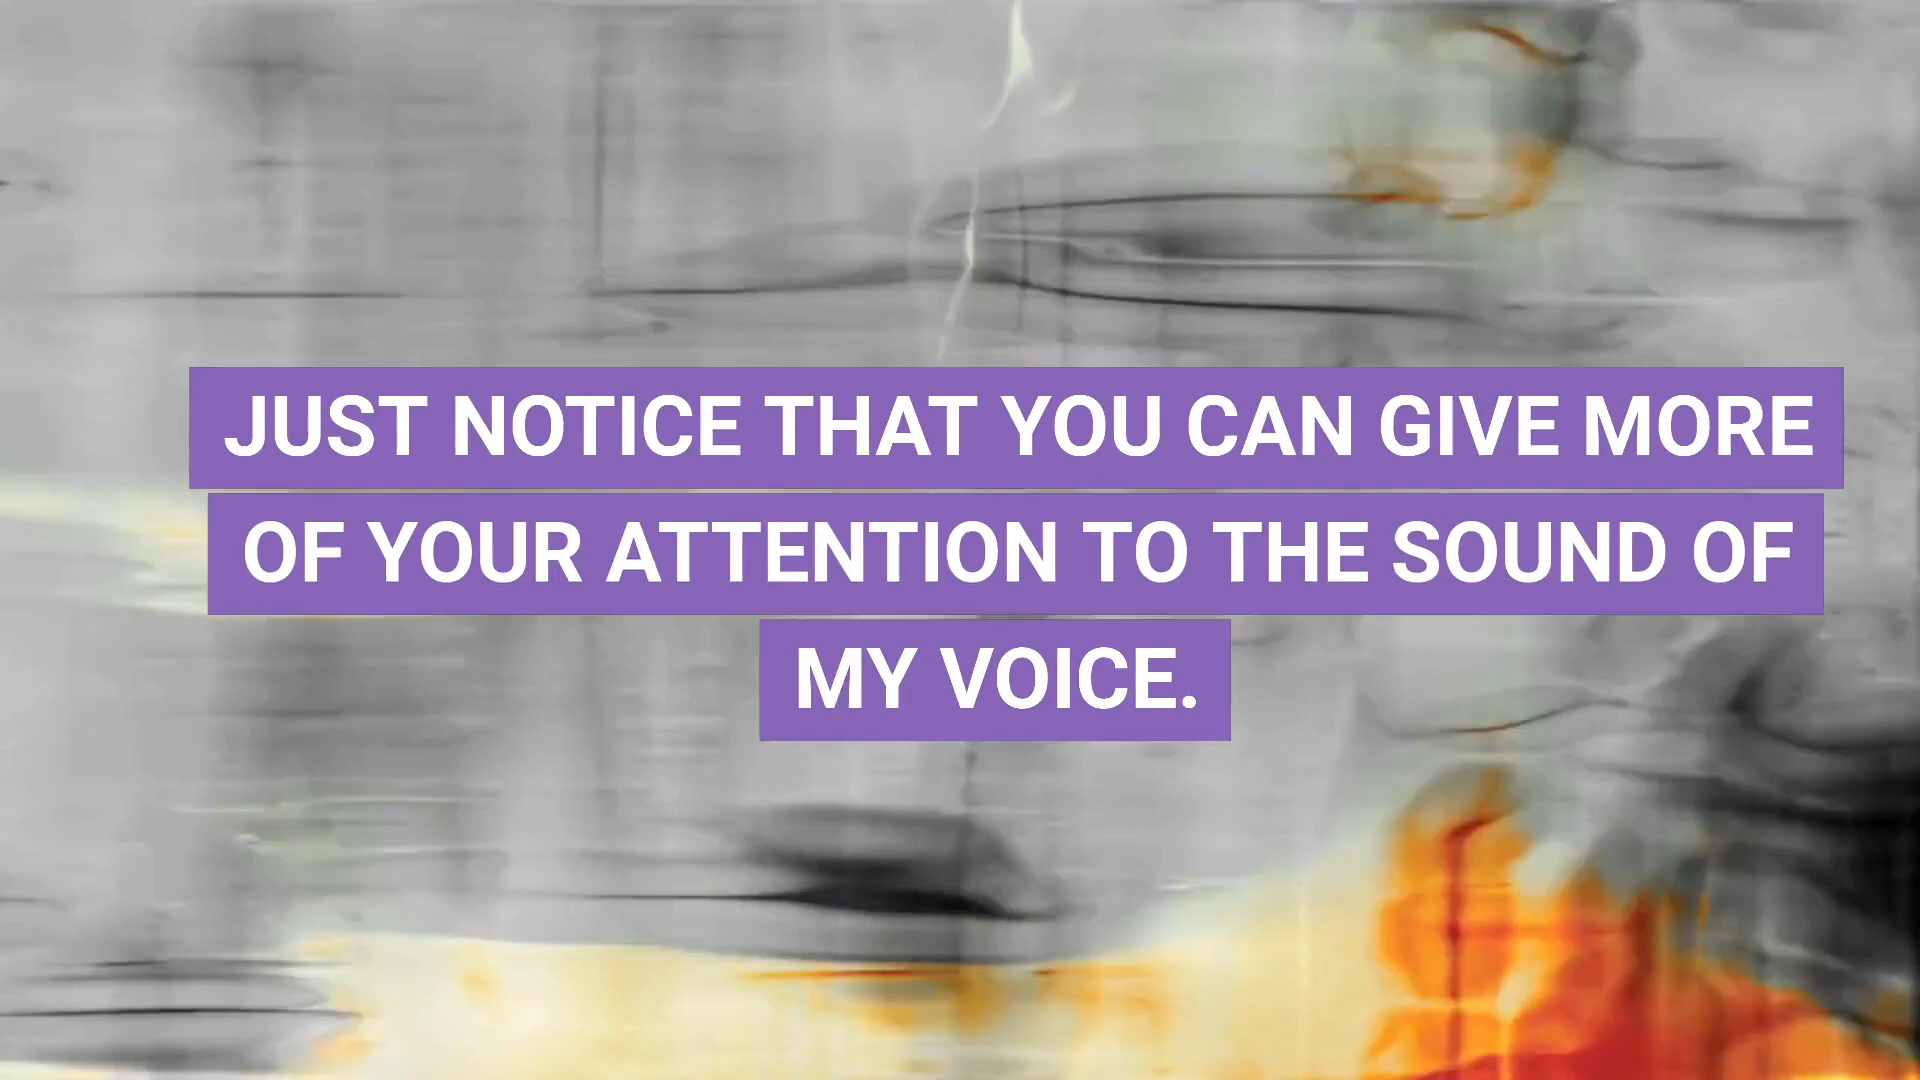 JUST NOTICE THAT YOU CAN GIVE MORE
OF YOUR ATTENTION TO THE SOUND OF
MY VOICE.